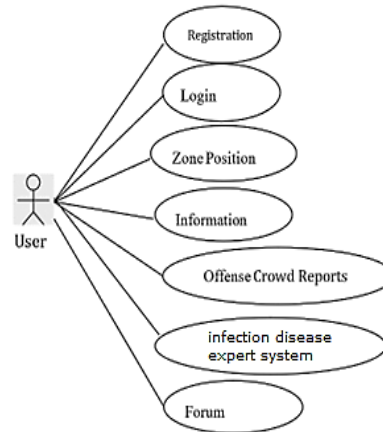 Registration
Login
Zone Position
Information
User
Offense Crowd Reports
infection disease
expert system
Forum